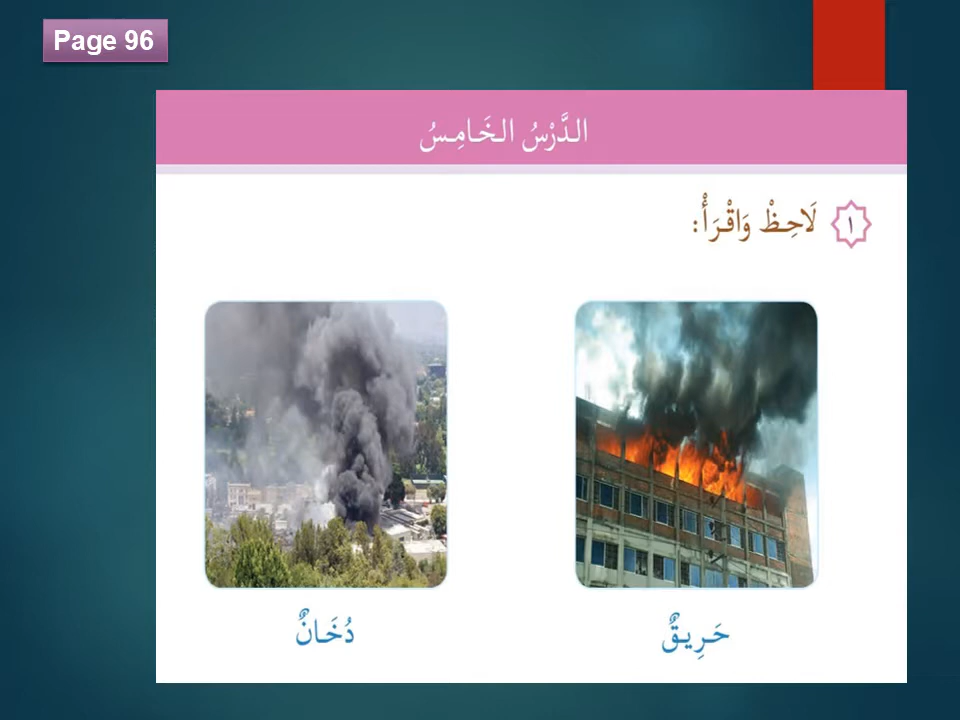 Page 96
الدَّرْسُ الخَامِسُ
١ لَاحِظْ وَاقْرَأْ:
حَرِيقٌ
دُخَانٌ